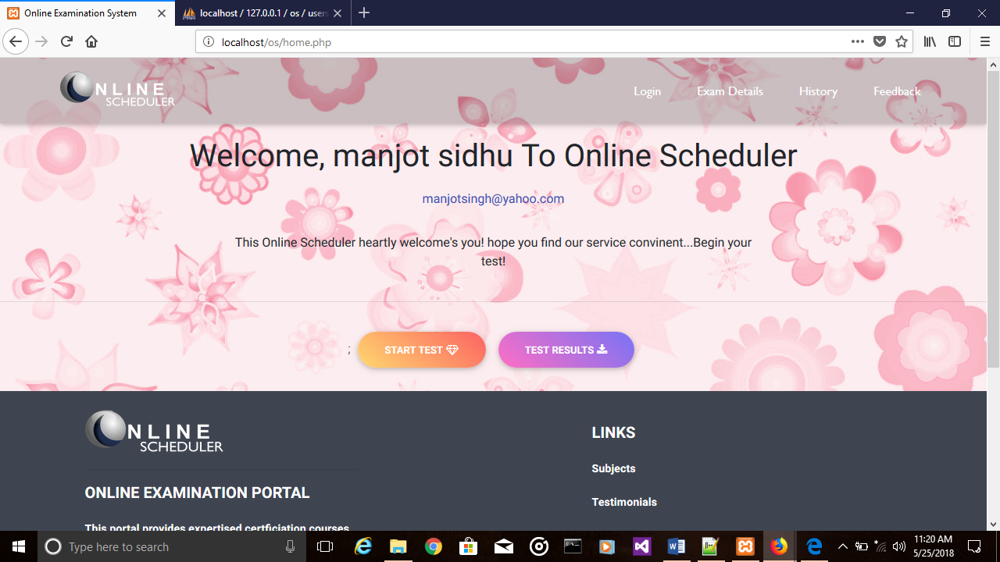 Online Examination System
localhost / 127.0.0.1 / os / users
localhost/os/home.php
NLINE
SCHEDULER
Login
Exam Details
History
Feedback
Welcome, manjot sidhu To Online Scheduler
manjotsingh@yahoo.com
This Online Scheduler heartly welcome's you! hope you find our service convinent...Begin your
test!
;
START TEST
TEST RESULTS
NLINE
SCHEDULER
LINKS
Subjects
ONLINE EXAMINATION PORTAL
Testimonials
This portal provides expertised certficiation courses
Type here to search
11:20 AM
5/25/2018